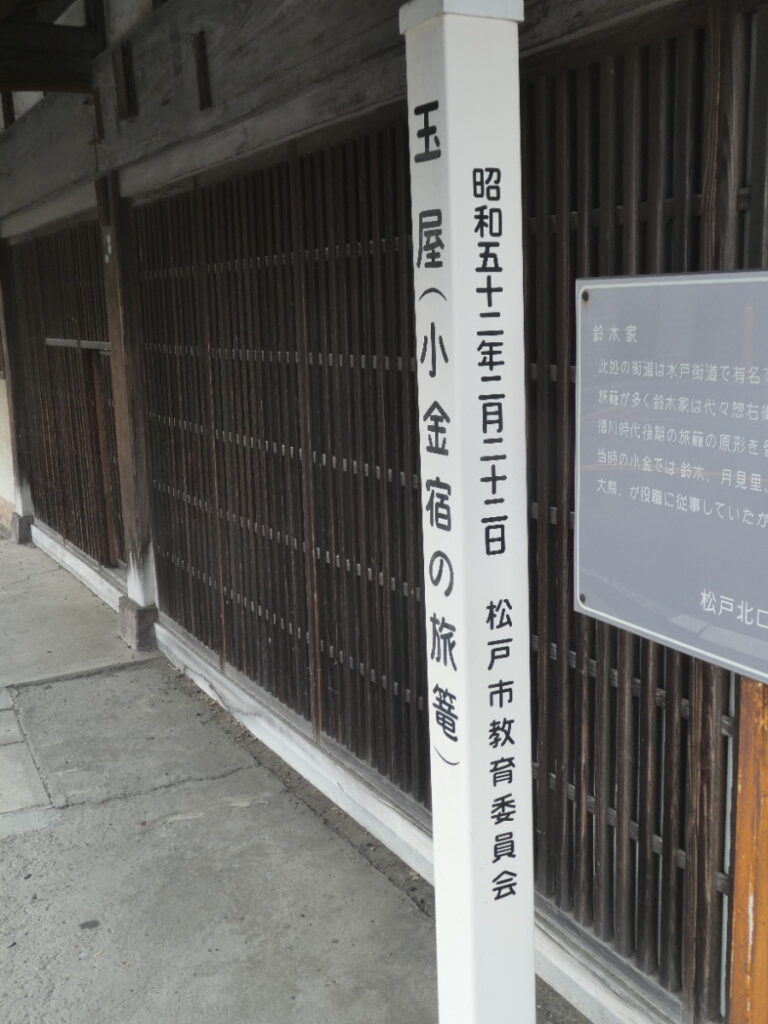 玉屋（小金宿の旅篭）
昭和五十二年二月二十二日 松戸市教育委員会
鈴木家
此処の街道は水戸街道で有名
旅籠が多く鈴木家は代々惣右
徳川時代後期の旅籠の原形を
当時の小金では鈴木、月見里、
大熊、が役職に従事していたが
松戸北口